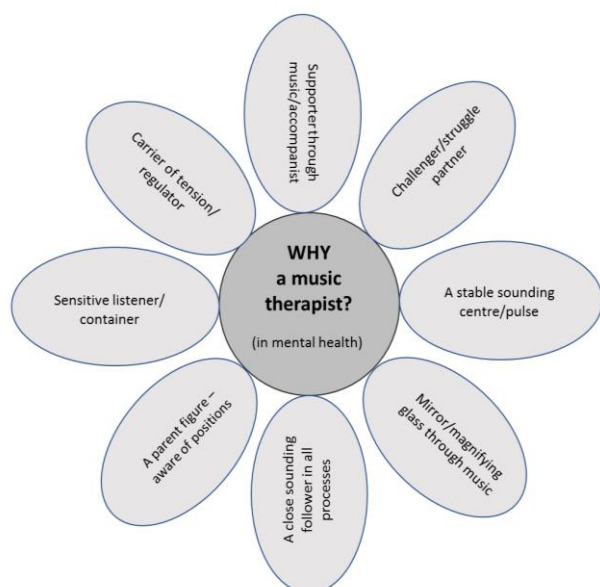 WHY
a music
therapist?
(in mental health)
Supporter through
music/accompanist
Challenger/struggle
partner
A stable sounding
centre/pulse
Mirror/magnifying
glass through music
A close sounding
follower in all
processes
A parent figure –
aware of positions
Sensitive listener/
container
Carrier of tension/
regulator